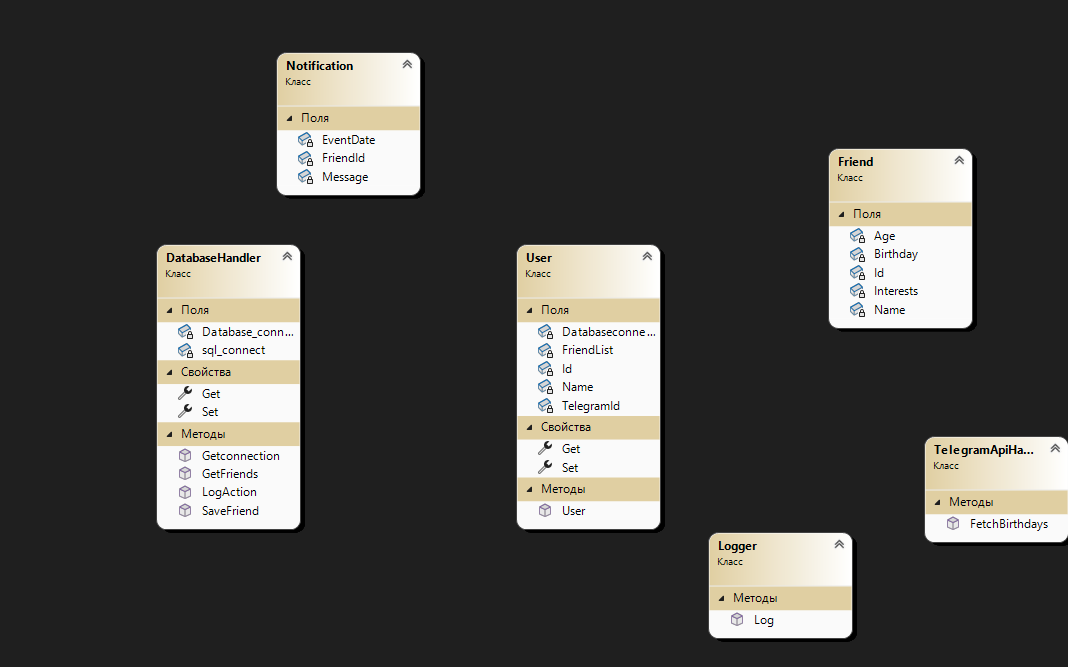 Notification
Класс
Поля
EventDate
FriendId
Message
Friend
Класс
Поля
Age
Birthday
Id
Interests
Name
DatabaseHandler
Класс
Поля
Database_conn...
sql_connect
Свойства
Get
Set
Методы
Getconnection
GetFriends
LogAction
SaveFriend
User
Класс
Поля
Databaseconne...
FriendList
Id
Name
TelegramId
Свойства
Get
Set
Методы
User
TelegramApiHa...
Класс
Методы
FetchBirthdays
Logger
Класс
Методы
Log